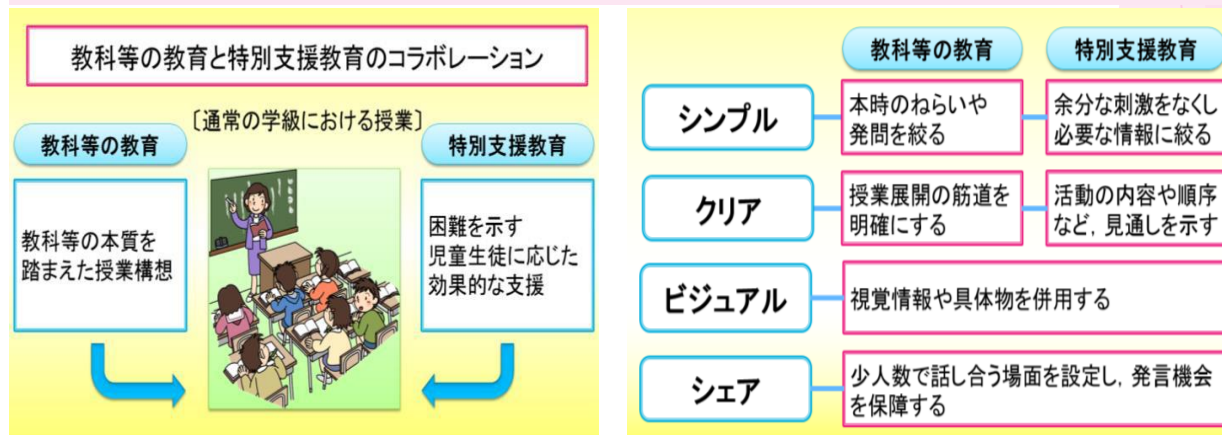 教科等の教育と特別支援教育のコラボレーション
〔通常の学級における授業〕
教科等の教育
教科等の本質を
踏まえた授業構想
特別支援教育
困難を示す
児童生徒に応じた
効果的な支援
教科等の教育
特別支援教育
シンプル
本時のねらいや
発問を絞る
余分な刺激をなくし
必要な情報に絞る
クリア
授業展開の筋道を
明確にする
活動の内容や順序
など，見通しを示す
ビジュアル
視覚情報や具体物を併用する
シェア
少人数で話し合う場面を設定し，発言機会
を保障する